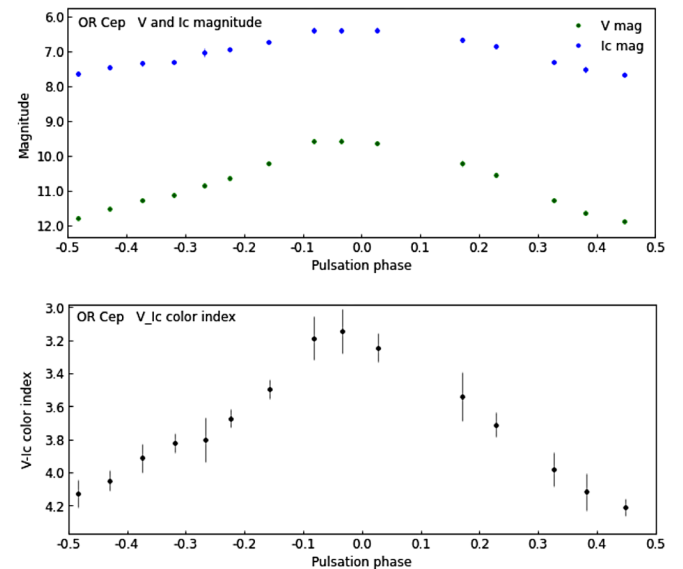 OR Cep   V and Ic magnitude
V mag
Ic mag
6.0
7.0
8.0
9.0
10.0
11.0
12.0
Magnitude
-0.5 -0.4 -0.3 -0.2 -0.1 0.0 0.1 0.2 0.3 0.4 0.5
Pulsation phase
OR Cep   V_Ic color index
3.0
3.2
3.4
3.6
3.8
4.0
4.2
V-Ic color index
-0.5 -0.4 -0.3 -0.2 -0.1 0.0 0.1 0.2 0.3 0.4 0.5
Pulsation phase